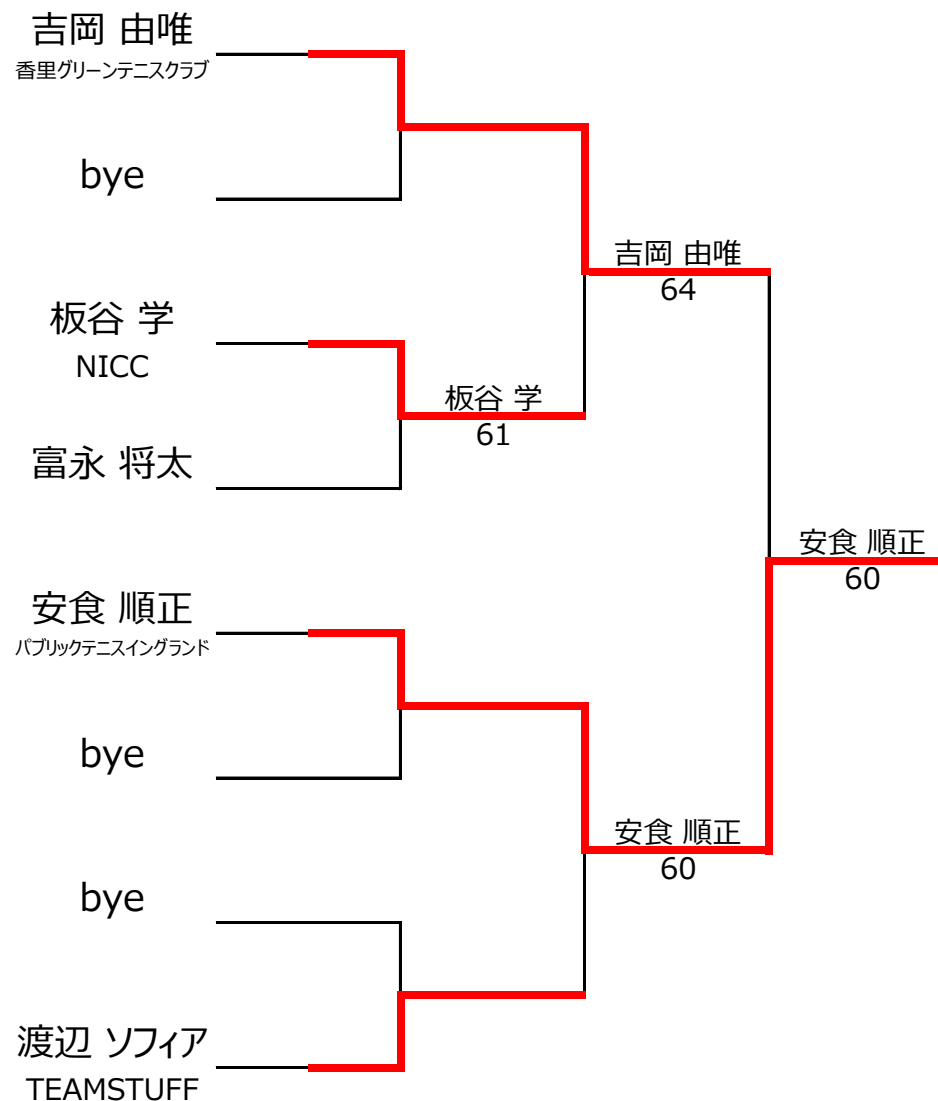 吉岡 由唯
香里グリーンテニスクラブ
bye
吉岡 由唯
64
板谷 学
NICC
板谷 学
61
富永 将太
安食 順正
60
安食 順正
パブリックテニスイングランド
bye
安食 順正
60
bye
渡辺 ソフィア
TEAMSTUFF